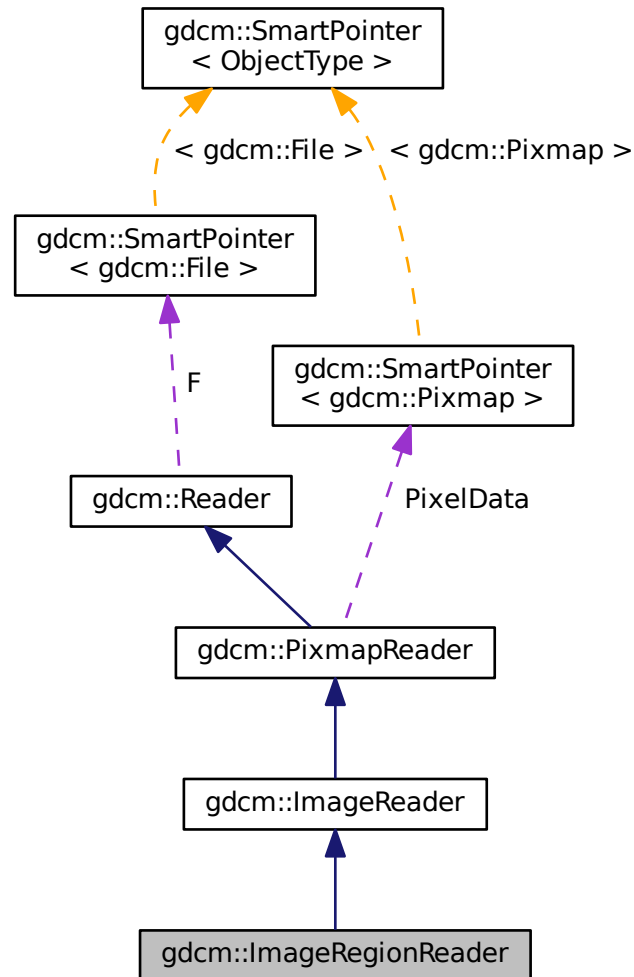 gdcm::SmartPointer
< ObjectType >
< gdcm::File >
< gdcm::Pixmap >
gdcm::SmartPointer
< gdcm::File >
gdcm::SmartPointer
< gdcm::Pixmap >
F
gdcm::Reader
PixelData
gdcm::PixmapReader
gdcm::ImageReader
gdcm::ImageRegionReader